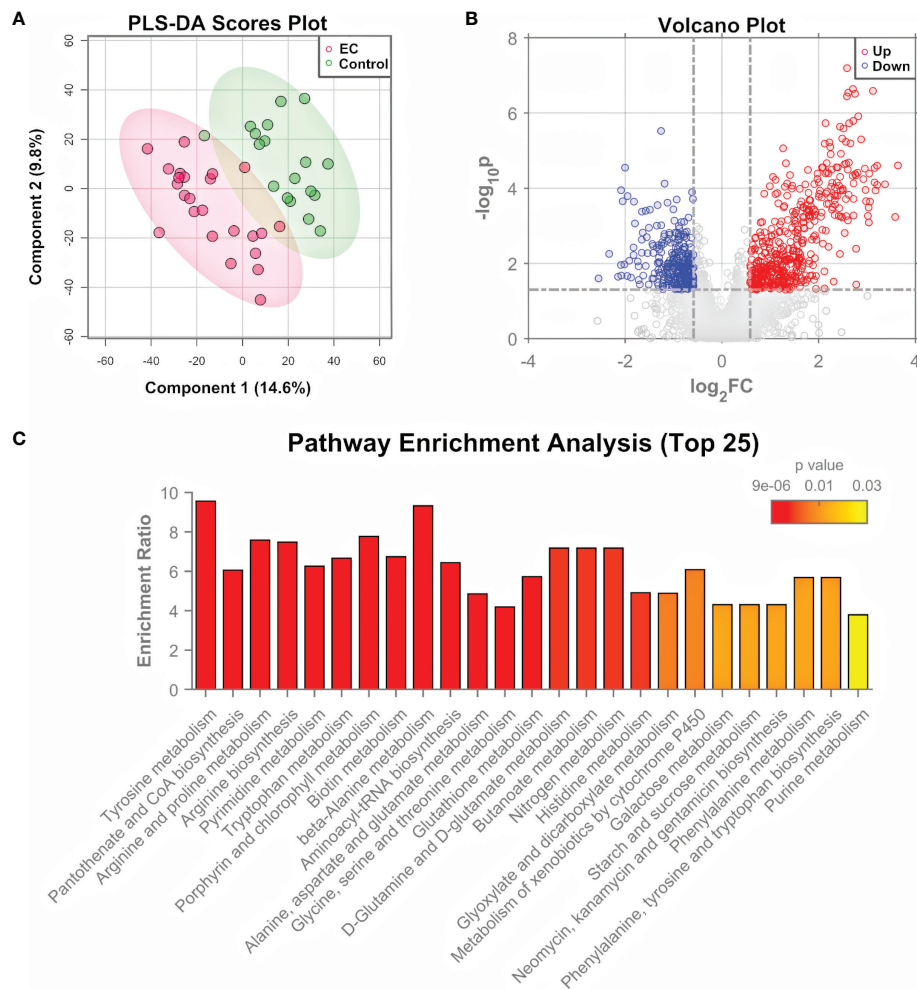 A
PLS-DA Scores Plot
EC
Control
60
40
20
0
-20
-40
-60
-60
-40
-20
0
20
40
60
Component 2 (9.8%)
Component 1 (14.6%)
B
Volcano Plot
Up
Down
8
6
4
2
0
-4
-2
0
2
4
-log10p
log2FC
C
Pathway Enrichment Analysis (Top 25)
p value
9e-06 0.01 0.03
Enrichment Ratio
10
8
6
4
2
0
Tyrosine metabolism
Pantothenate and CoA biosynthesis
Arginine and proline metabolism
Arginine biosynthesis
Pyrimidine metabolism
Tryptophan metabolism
Porphyrin and chlorophyll metabolism
Biotin metabolism
beta-Alanine metabolism
Aminoacyl-tRNA biosynthesis
Alanine, aspartate and glutamate metabolism
Glycine, serine and threonine metabolism
Glutathione metabolism
D-Glutamine and D-glutamate metabolism
Butanoate metabolism
Nitrogen metabolism
Histidine metabolism
Glyoxylate and dicarboxylate metabolism
Metabolism of xenobiotics by cytochrome P450
Galactose metabolism
Starch and sucrose metabolism
Neomycin, kanamycin and gentamicin biosynthesis
Phenylalanine metabolism
Phenylalanine, tyrosine and tryptophan biosynthesis
Purine metabolism